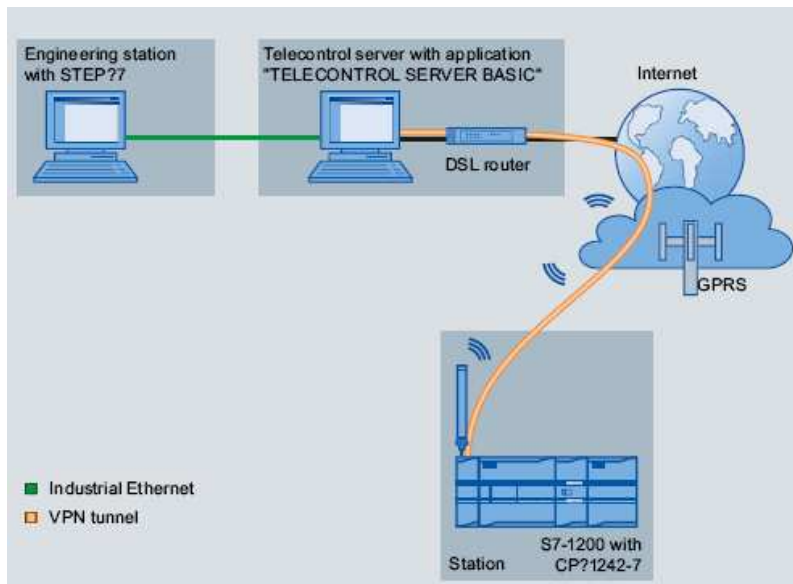 Engineering station
with STEP?7
Telecontrol server with application
"TELECONTROL SERVER BASIC"
Internet
DSL router
GPRS
Industrial Ethernet
VPN tunnel
Station
S7-1200 with
CP?1242-7